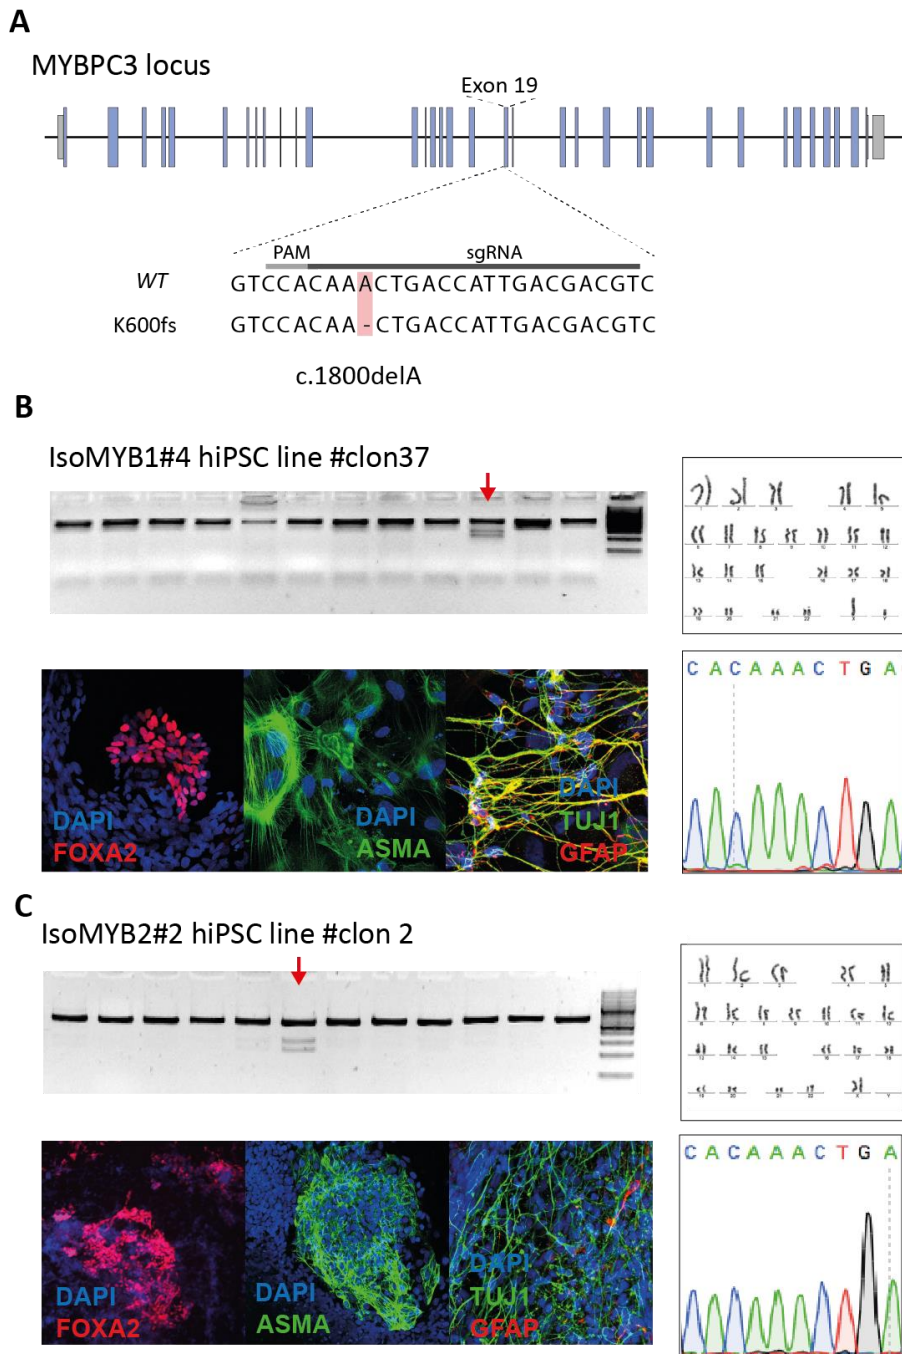 A
MYBPC3 locus
Exon 19
PAM
sgRNA
WT
GTCCACAAACTGACCATTGACGACGTC
K600fs
GTCCACAA-CTGACCATTGACGACGTC
c.1800delA
B
IsoMYB1#4 hiPSC line #clon37
DAPI
FOXA2
DAPI
ASMA
DAPI
TUJ1
GFAP
CACAAACTGA
C
IsoMYB2#2 hiPSC line #clon 2
DAPI
FOXA2
DAPI
ASMA
DAPI
TUJ1
GFAP
CACAAACTGA